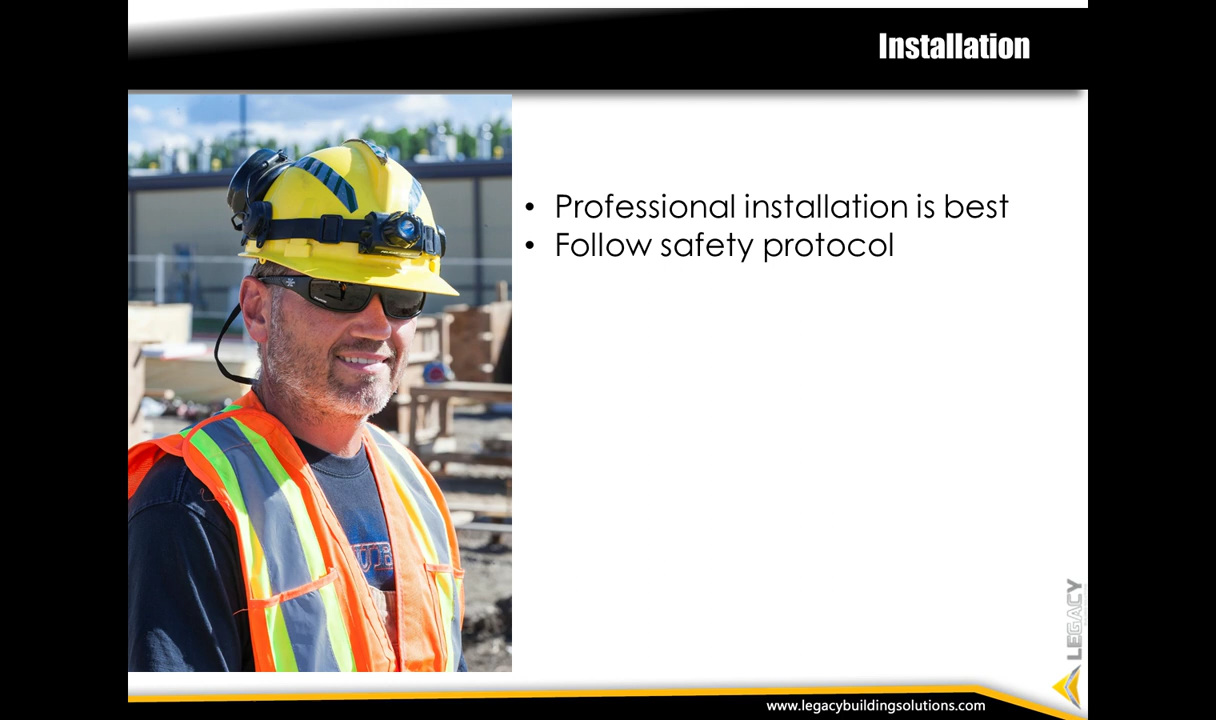 Installation
• Professional installation is best
• Follow safety protocol
LEGACY
www.legacybuildingsolutions.com